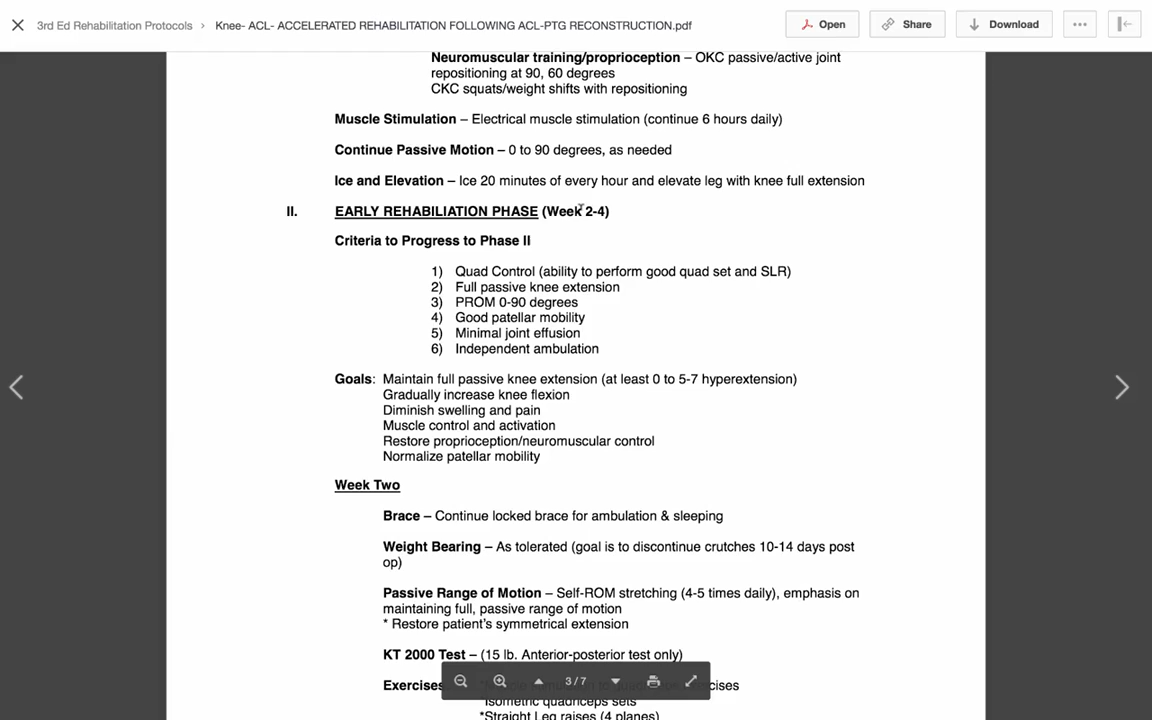 3rd Ed Rehabilitation Protocols > Knee- ACL- ACCELERATED REHABILITATION FOLLOWING ACL-PTG RECONSTRUCTION.pdf
Open Share Download
Neuromuscular training/proprioception – OKC passive/active joint
repositioning at 90, 60 degrees
CKC squats/weight shifts with repositioning
Muscle Stimulation – Electrical muscle stimulation (continue 6 hours daily)
Continue Passive Motion – 0 to 90 degrees, as needed
Ice and Elevation – Ice 20 minutes of every hour and elevate leg with knee full extension
II. EARLY REHABILIATION PHASE (Week 2-4)
Criteria to Progress to Phase II
1) Quad Control (ability to perform good quad set and SLR)
2) Full passive knee extension
3) PROM 0-90 degrees
4) Good patellar mobility
5) Minimal joint effusion
6) Independent ambulation
Goals: Maintain full passive knee extension (at least 0 to 5-7 hyperextension)
Gradually increase knee flexion
Diminish swelling and pain
Muscle control and activation
Restore proprioception/neuromuscular control
Normalize patellar mobility
Week Two
Brace – Continue locked brace for ambulation & sleeping
Weight Bearing – As tolerated (goal is to discontinue crutches 10-14 days post
op)
Passive Range of Motion – Self-ROM stretching (4-5 times daily), emphasis on
maintaining full, passive range of motion
* Restore patient's symmetrical extension
KT 2000 Test – (15 lb. Anterior-posterior test only)
Exercises
3 / 7
*Isometric quadriceps sets
*Straight Leg raises (4 planes)